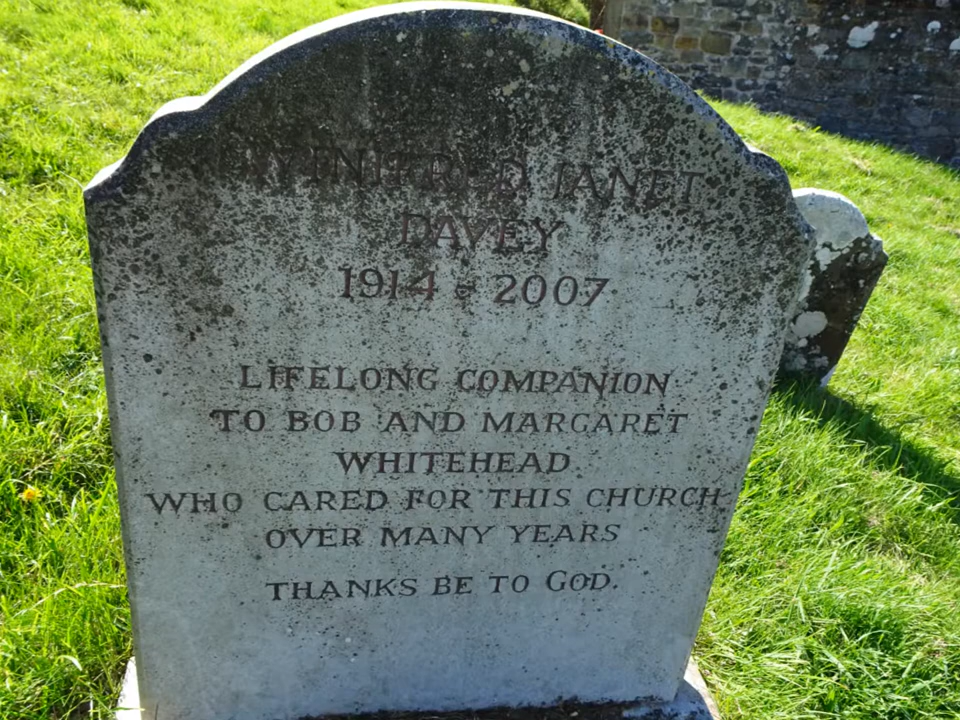 WINIFRED JANET
DAVEY
1914 - 2007
LIFELONG COMPANION
TO BOB AND MARGARET
WHITEHEAD
WHO CARED FOR THIS CHURCH
OVER MANY YEARS
THANKS BE TO GOD.